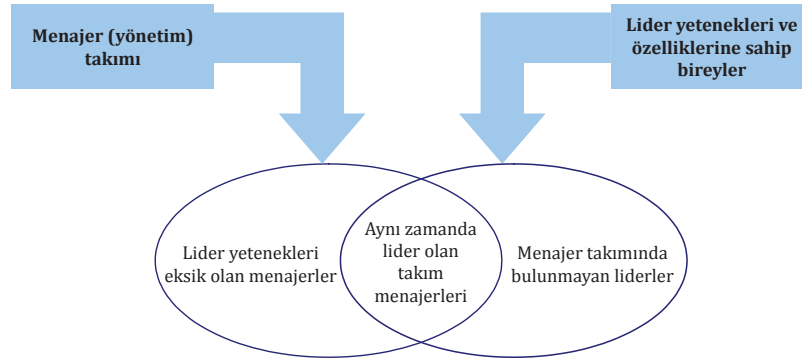 Menajer (yönetim)
takımı
Lider yetenekleri ve
özelliklerine sahip
bireyler
Lider yetenekleri
eksik olan menajerler
Aynı zamanda
lider olan
takım
menajerleri
Menajer takımında
bulunmayan liderler